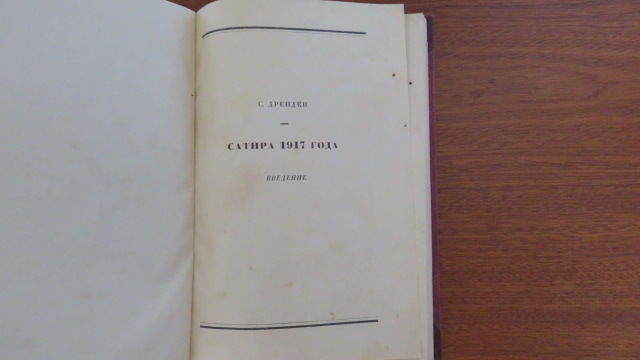 С. ДРЕЙДЕН
САТИРА 1917 ГОДА
ВВЕДЕНИЕ